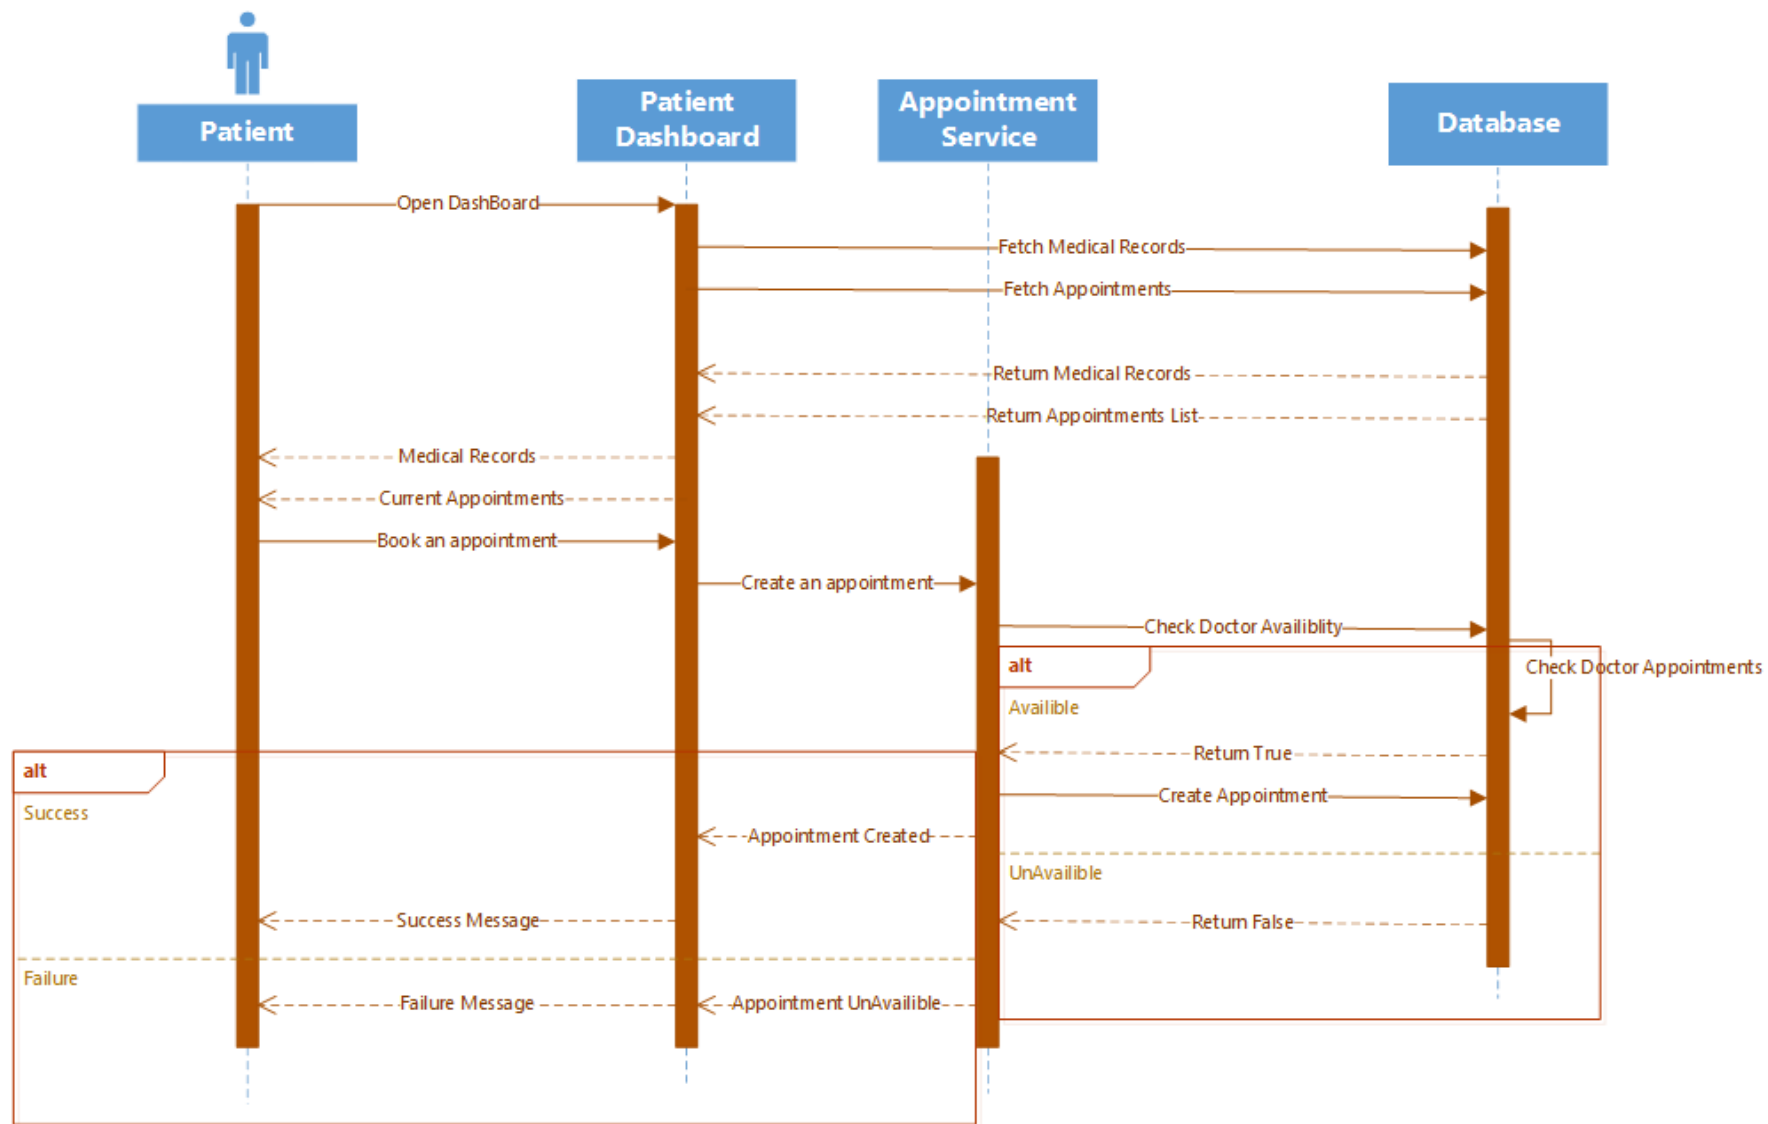 Patient
Patient
Dashboard
Appointment
Service
Database
Open DashBoard
Fetch Medical Records
Fetch Appointments
Return Medical Records
Return Appointments List
Medical Records
Current Appointments
Book an appointment
Create an appointment
Check Doctor Availiblity
alt
Check Doctor Appointments
Availible
Return True
alt
Create Appointment
Success
Appointment Created
UnAvailible
Success Message
Return False
Failure
Failure Message
Appointment UnAvailible